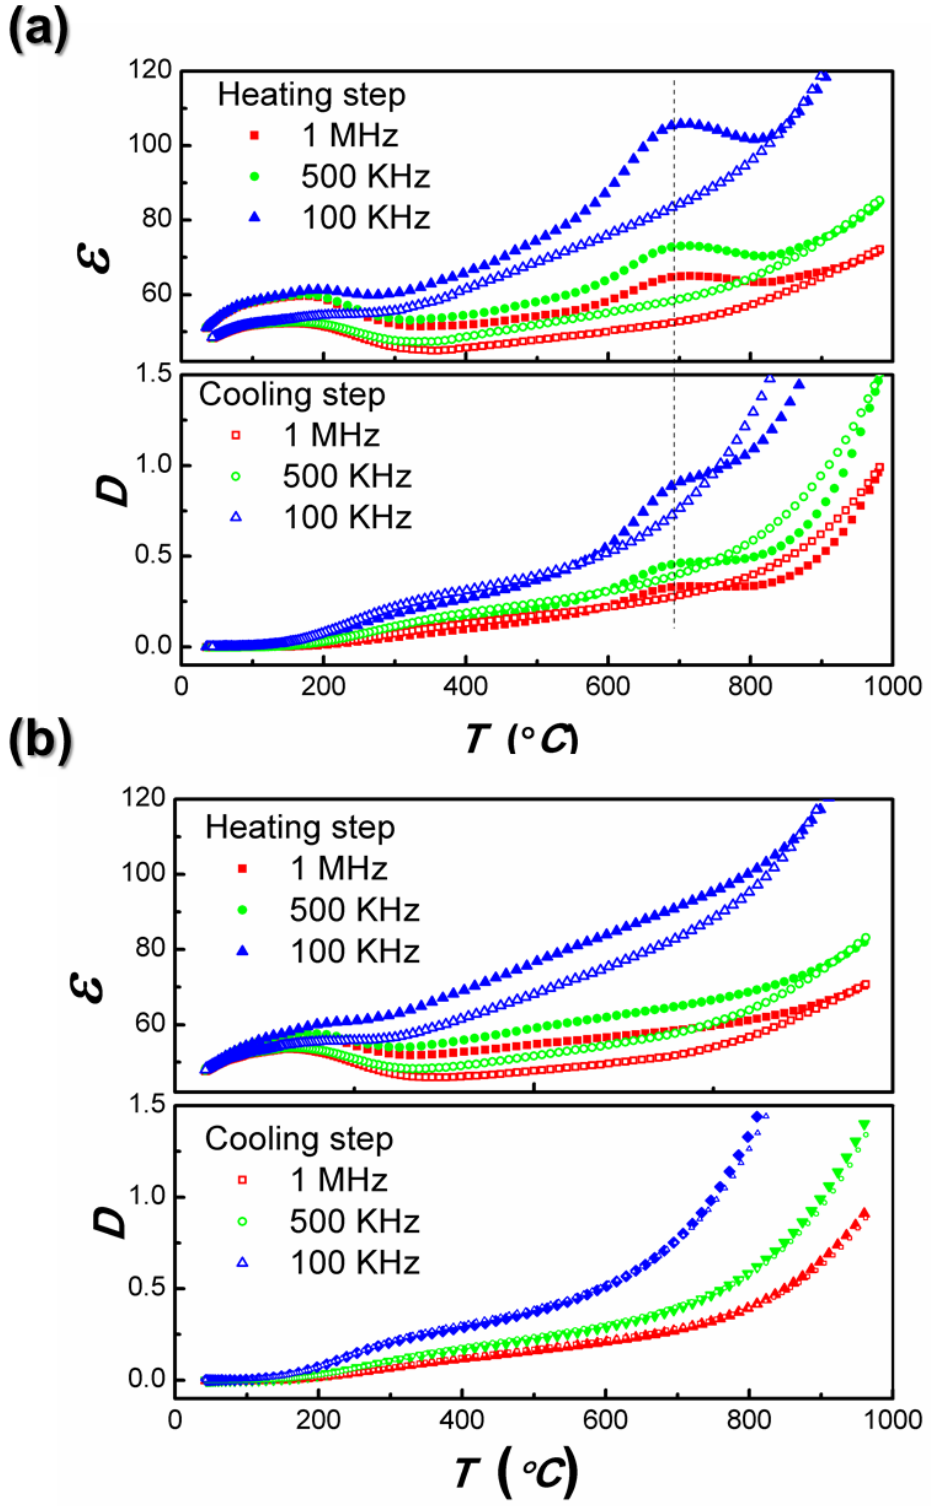 (a)
120
Heating step
1 MHz
100
500 KHz
100 KHz
80
ε
60
1.5
Cooling step
1 MHz
1.0
500 KHz
D
100 KHz
0.5
0.0
0 200 400 600 800 1000
T (°C)
(b)
120
Heating step
1 MHz
100
500 KHz
100 KHz
80
ε
60
1.5
Cooling step
1 MHz
1.0
500 KHz
D
100 KHz
0.5
0.0
0 200 400 600 800 1000
T (°C)